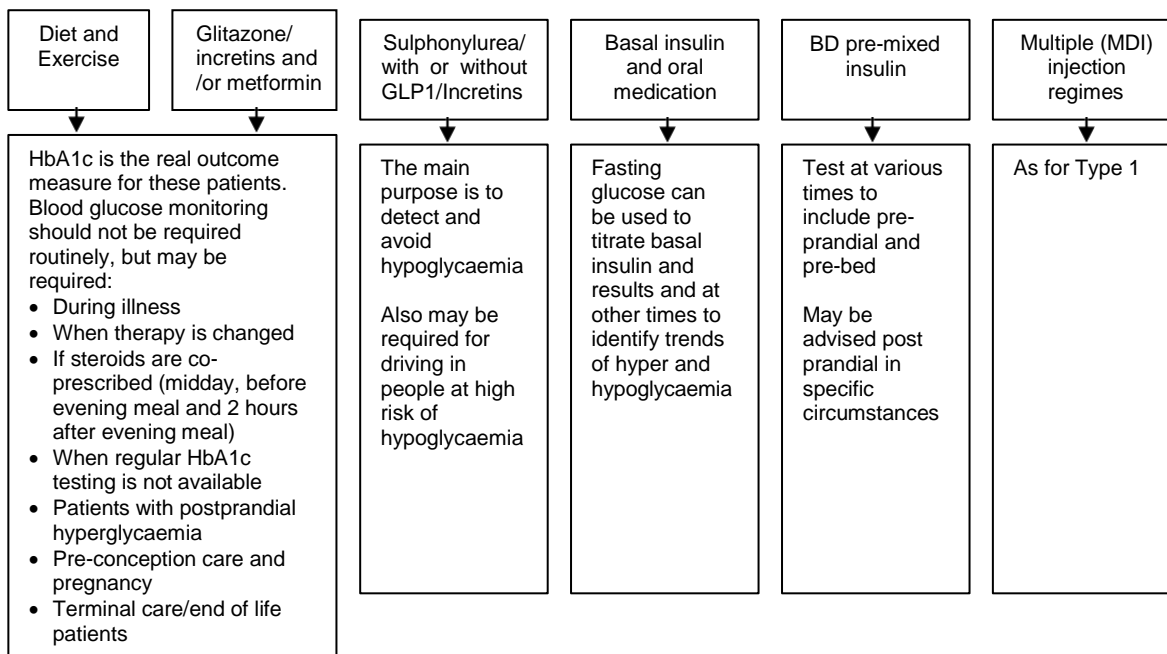 Diet and
Exercise
Glitazone/
incretins and
/or metformin
Sulphonylurea/
with or without
GLP1/Incretins
Basal insulin
and oral
medication
BD pre-mixed
insulin
Multiple (MDI)
injection
regimes
HbA1c is the real outcome
measure for these patients.
Blood glucose monitoring
should not be required
routinely, but may be
required:
• During illness
• When therapy is changed
• If steroids are co-
prescribed (midday, before
evening meal and 2 hours
after evening meal)
• When regular HbA1c
testing is not available
• Patients with postprandial
hyperglycaemia
• Pre-conception care and
pregnancy
• Terminal care/end of life
patients
The main
purpose is to
detect and
avoid
hypoglycaemia
Also may be
required for
driving in
people at high
risk of
hypoglycaemia
Fasting
glucose can
be used to
titrate basal
insulin and
results and at
other times to
identify trends
of hyper and
hypoglycaemia
Test at various
times to
include pre-
prandial and
pre-bed
May be
advised post
prandial in
specific
circumstances
As for Type 1